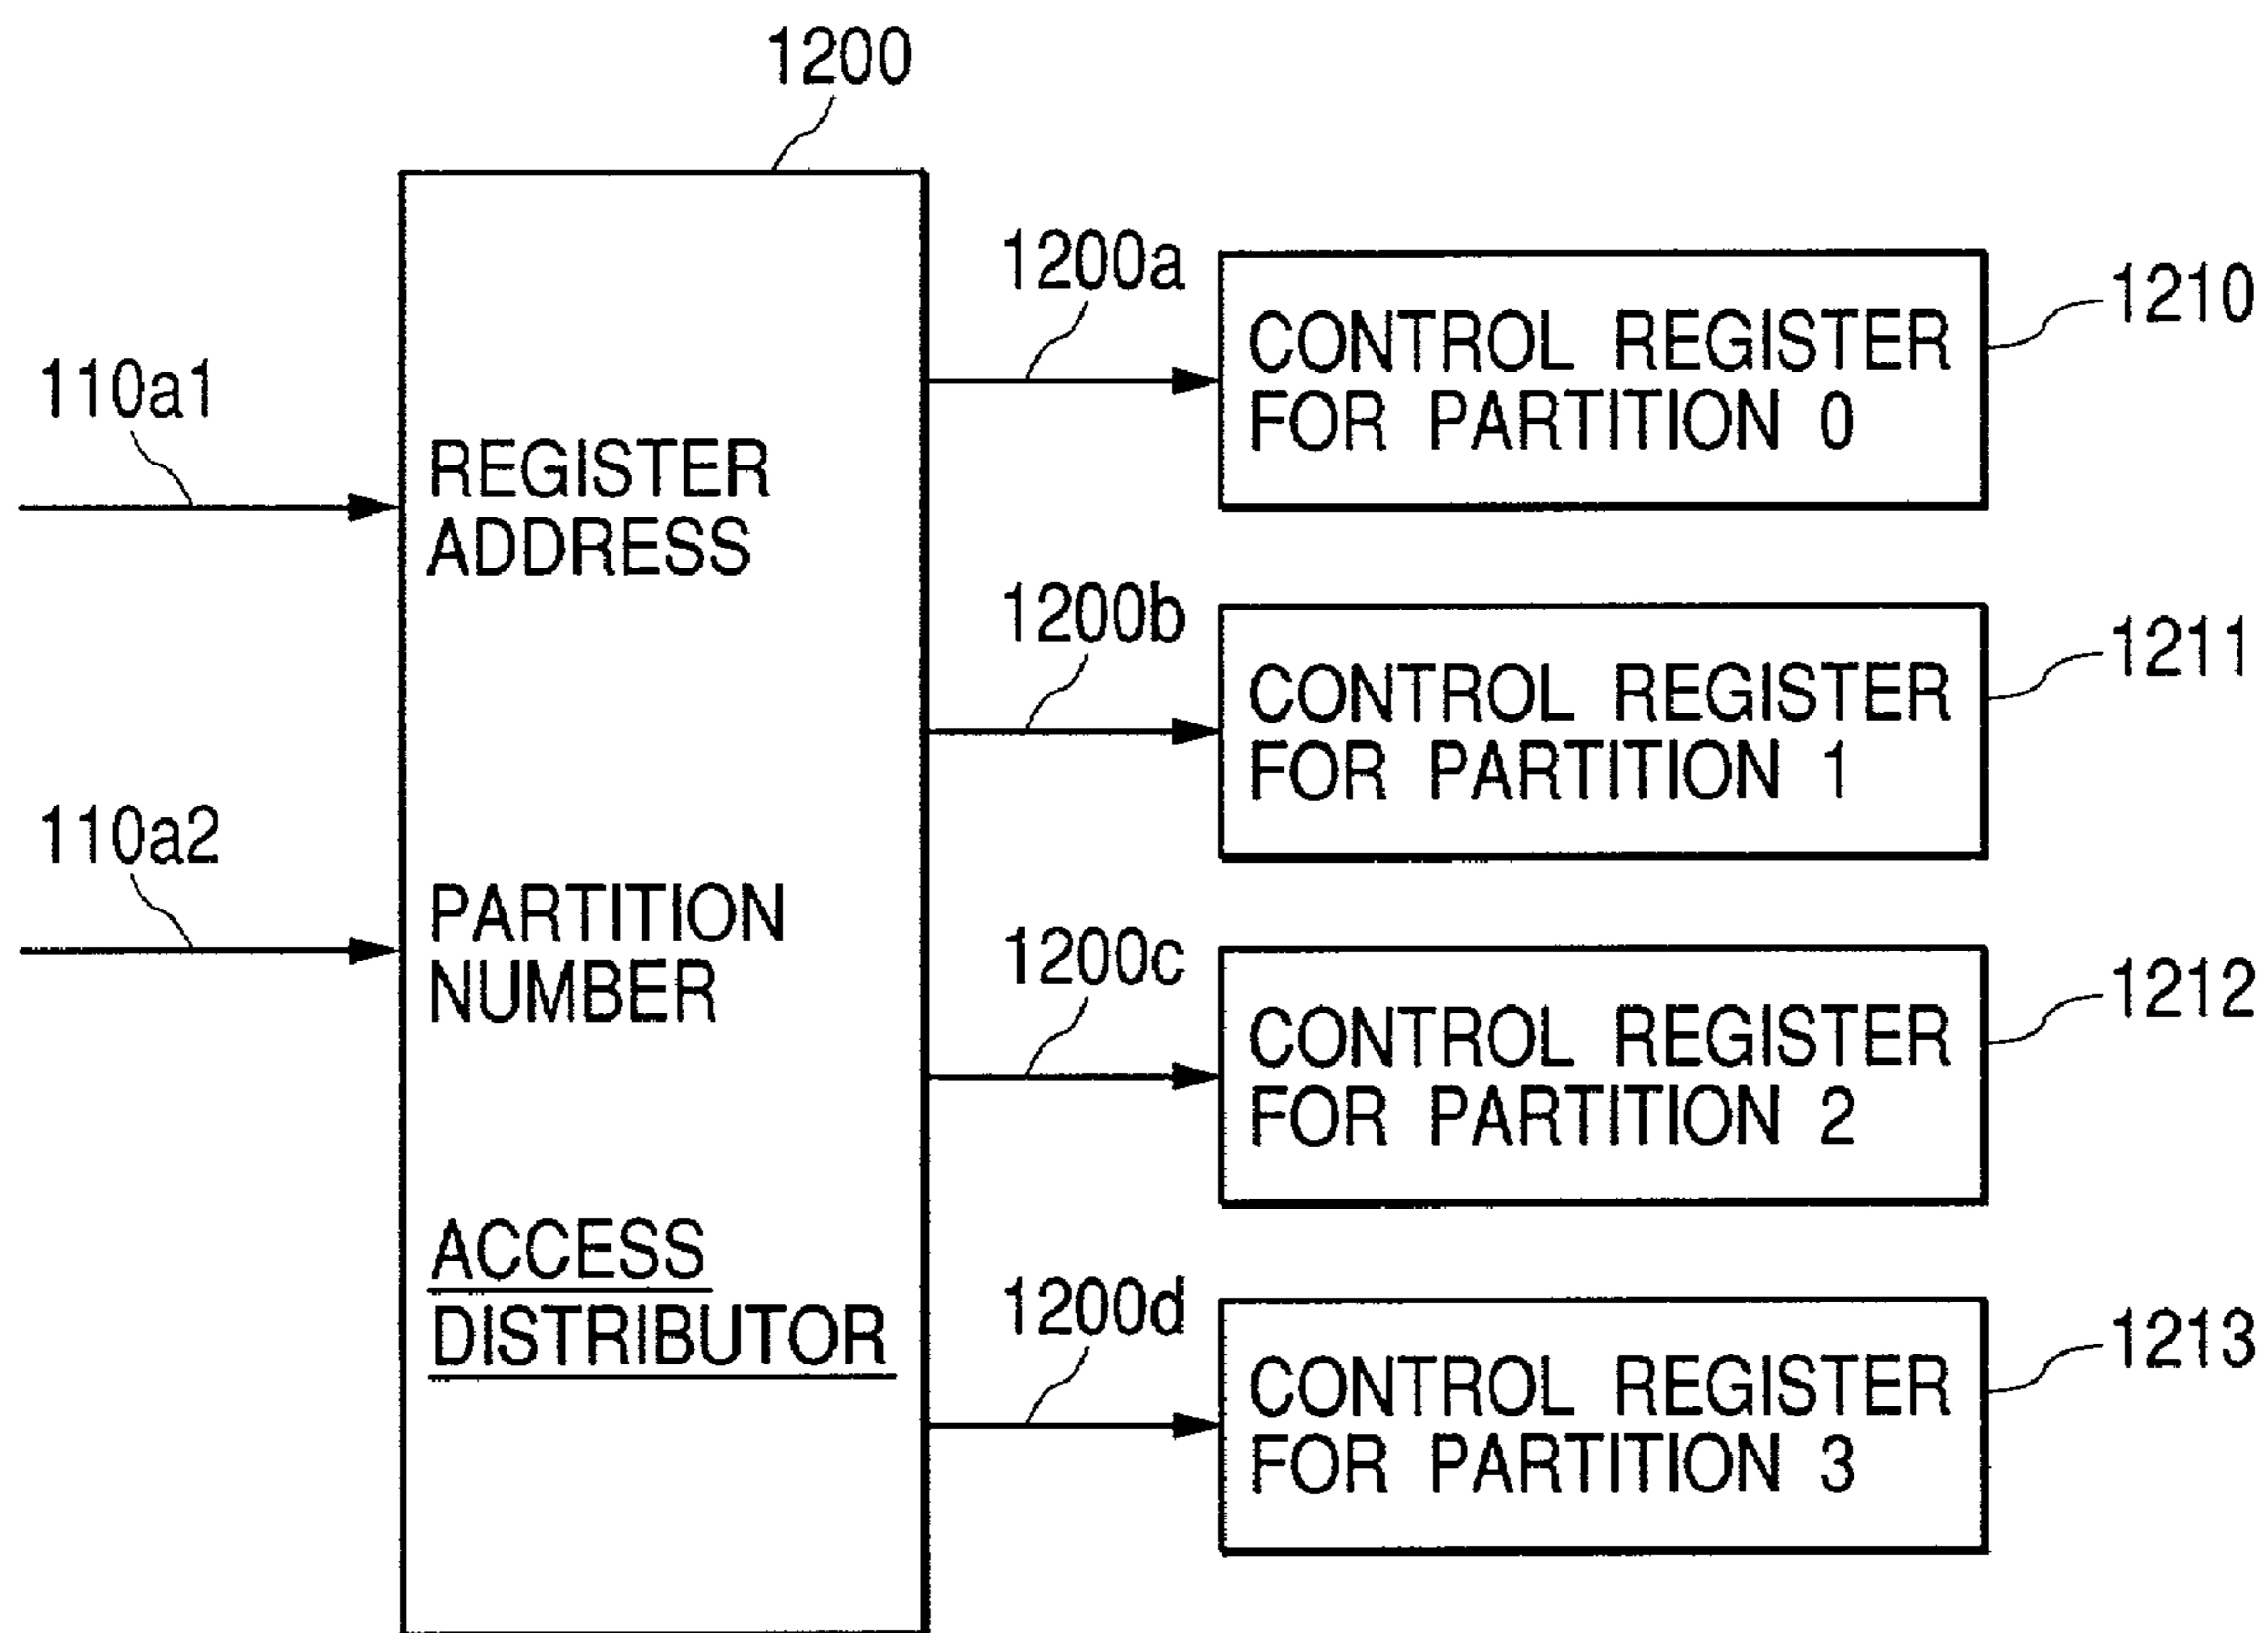 1200
110a1
REGISTER
ADDRESS
110a2
PARTITION
NUMBER
ACCESS
DISTRIBUTOR
1200a
CONTROL REGISTER
FOR PARTITION 0
1210
1200b
CONTROL REGISTER
FOR PARTITION 1
1211
1200c
CONTROL REGISTER
FOR PARTITION 2
1212
1200d
CONTROL REGISTER
FOR PARTITION 3
1213